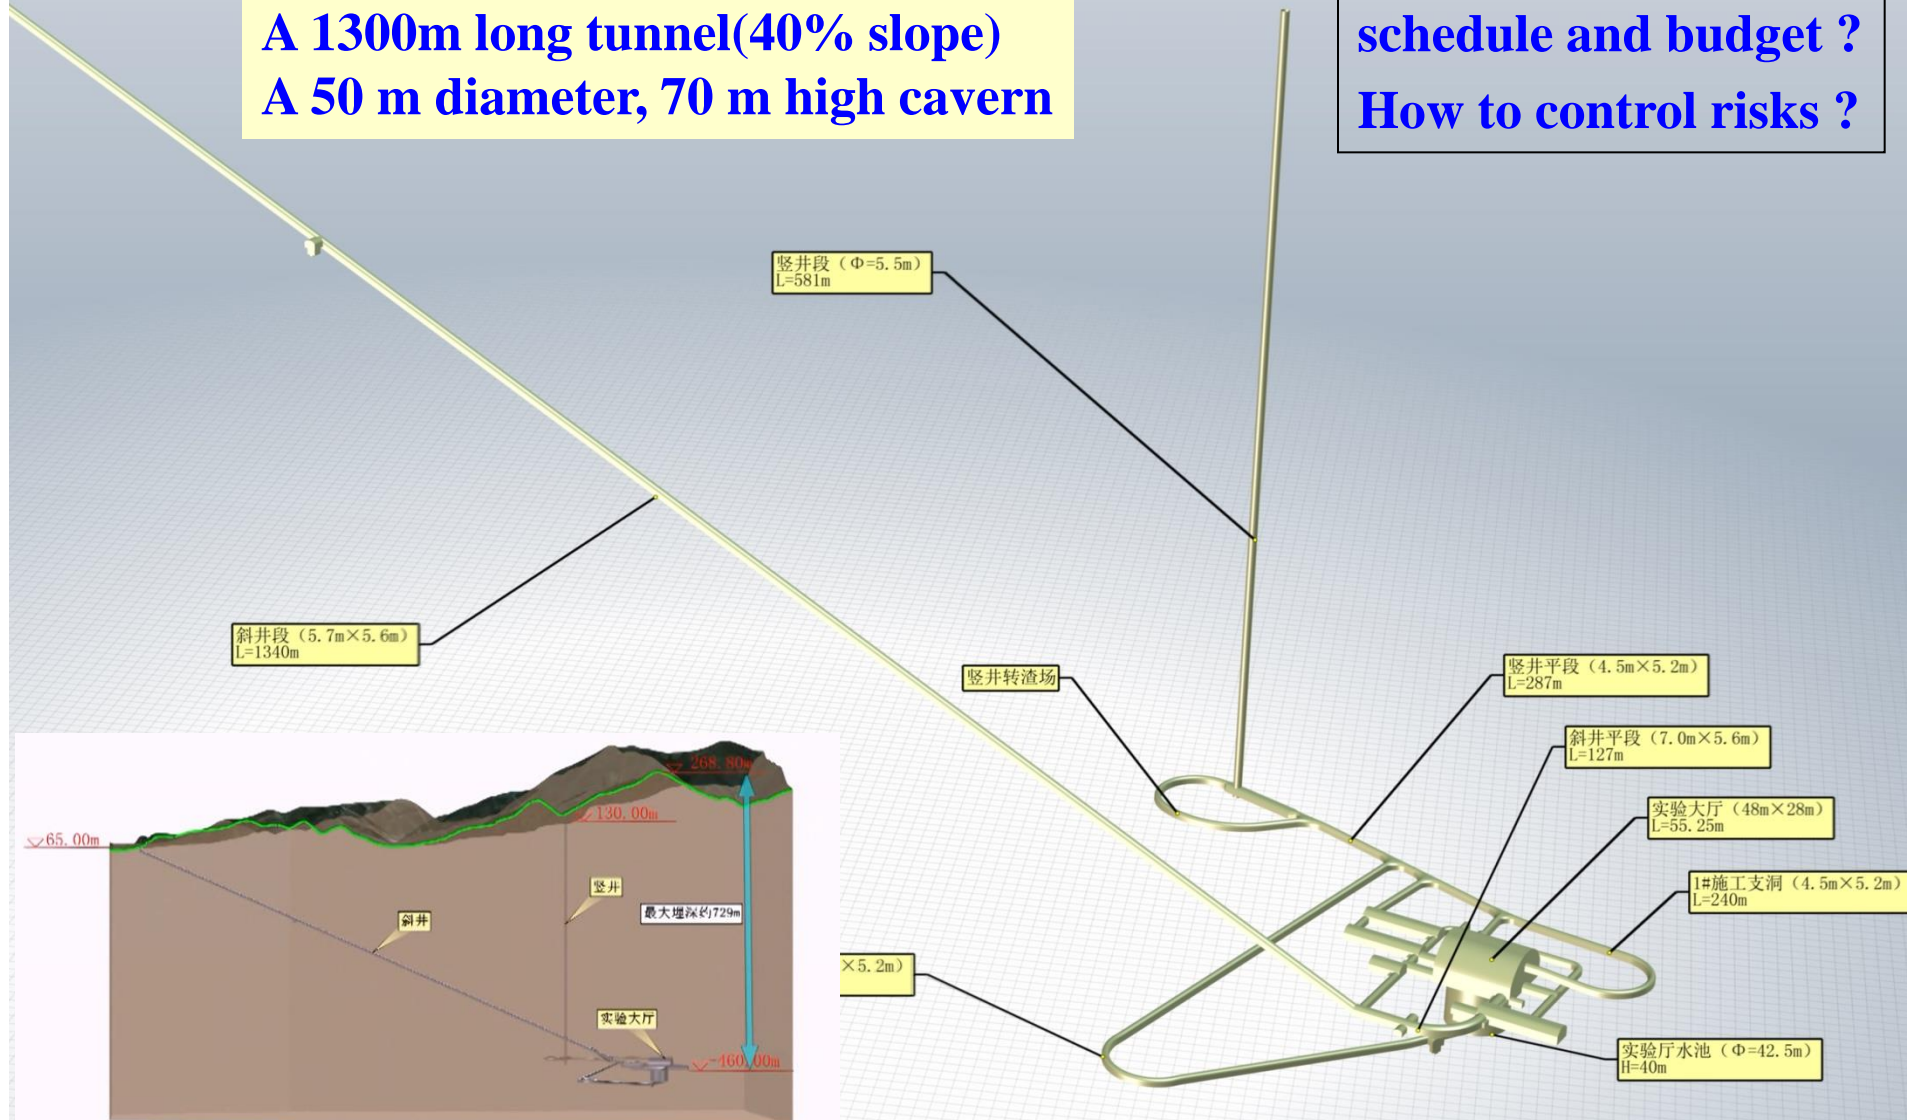 A 1300m long tunnel(40% slope)
A 50 m diameter, 70 m high cavern
schedule and budget ?
How to control risks ?
竖井段（Φ=5.5m）
L=581m
斜井段（5.7m×5.6m）
L=1340m
竖井转渣场
竖井平段（4.5m×5.2m）
L=287m
斜井平段（7.0m×5.6m）
L=127m
实验大厅（48m×28m）
L=55.25m
1#施工支洞（4.5m×5.2m）
L=240m
×5.2m）
实验厅水池（Φ=42.5m）
H=40m
268.80m
130.00m
65.00m
竖井
最大埋深约729m
斜井
实验大厅
-460.00m